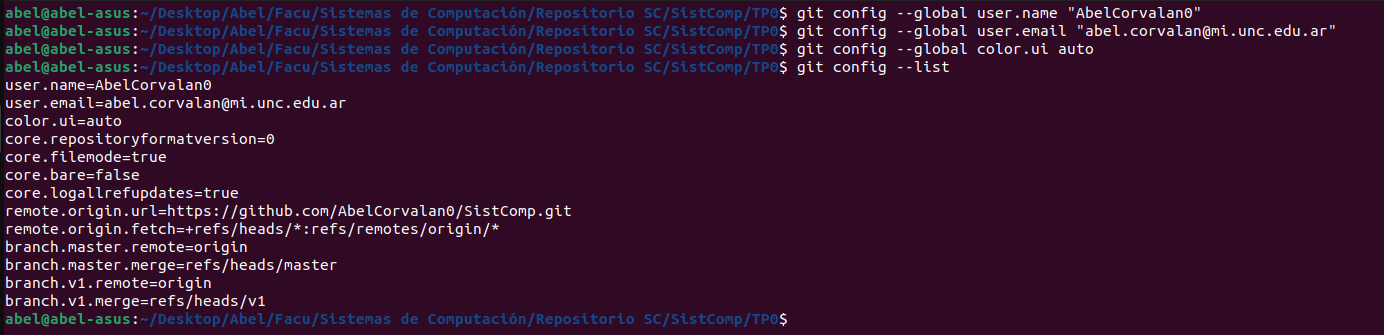 abel@abel-asus:~/Desktop/Abel/Facu/Sistemas de Computación/Repositorio SC/SistComp/TP0$ git config --global user.name "AbelCorvalan0"
abel@abel-asus:~/Desktop/Abel/Facu/Sistemas de Computación/Repositorio SC/SistComp/TP0$ git config --global user.email "abel.corvalan@mi.unc.edu.ar"
abel@abel-asus:~/Desktop/Abel/Facu/Sistemas de Computación/Repositorio SC/SistComp/TP0$ git config --global color.ui auto
abel@abel-asus:~/Desktop/Abel/Facu/Sistemas de Computación/Repositorio SC/SistComp/TP0$ git config --list
user.name=AbelCorvalan0
user.email=abel.corvalan@mi.unc.edu.ar
color.ui=auto
core.repositoryformatversion=0
core.filemode=true
core.bare=false
core.logallrefupdates=true
remote.origin.url=https://github.com/AbelCorvalan0/SistComp.git
remote.origin.fetch=+refs/heads/*:refs/remotes/origin/*
branch.master.remote=origin
branch.master.merge=refs/heads/master
branch.v1.remote=origin
branch.v1.merge=refs/heads/v1
abel@abel-asus:~/Desktop/Abel/Facu/Sistemas de Computación/Repositorio SC/SistComp/TP0$